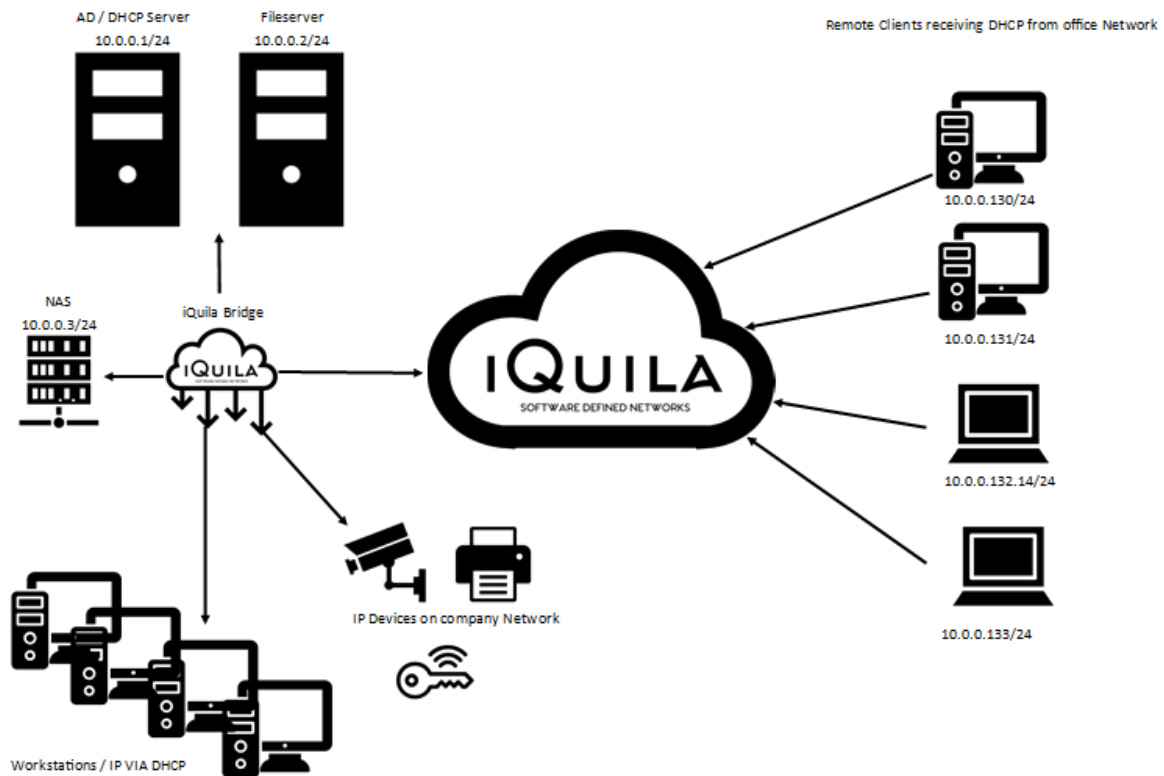 AD / DHCP Server
10.0.0.1/24
Fileserver
10.0.0.2/24
Remote Clients receiving DHCP from office Network
10.0.0.130/24
10.0.0.131/24
10.0.0.132.14/24
10.0.0.133/24
NAS
10.0.0.3/24
iQuila Bridge
iQUILA
SOFTWARE DEFINED NETWORKS
iQUILA
SOFTWARE DEFINED NETWORKS
IP Devices on company Network
Workstations / IP VIA DHCP